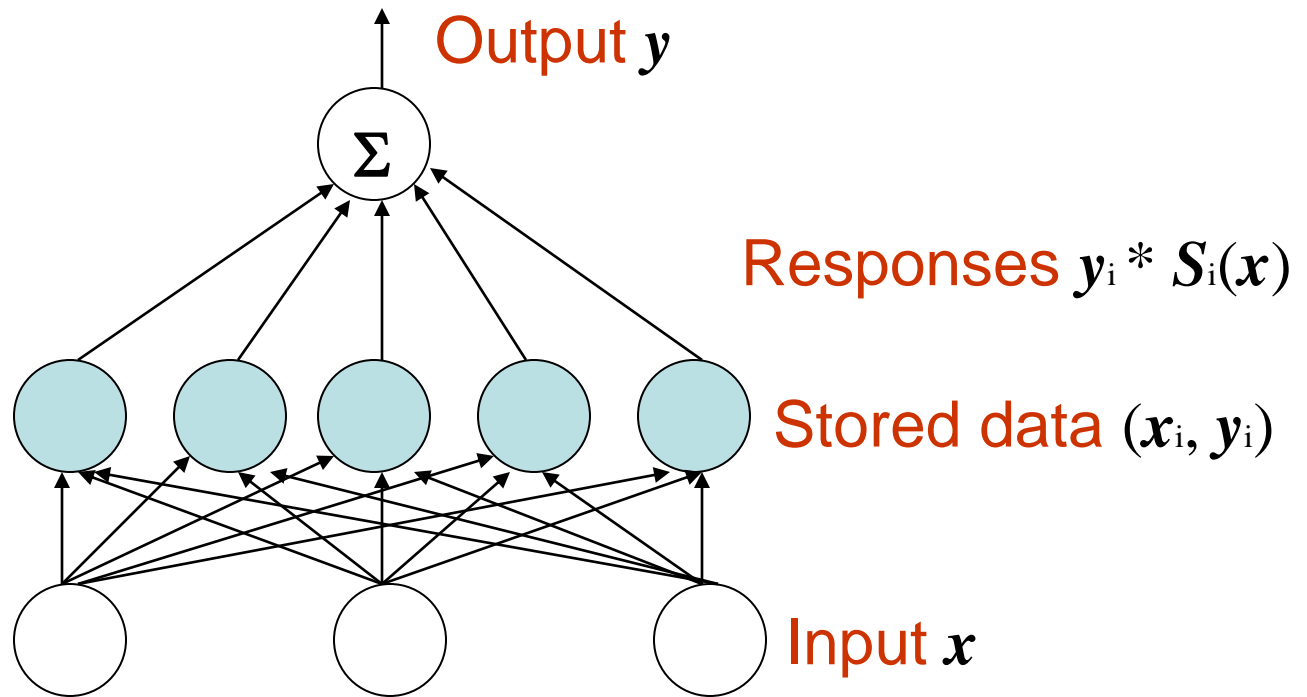 Output y
Σ
Responses yᵢ * Sᵢ(x)
Stored data (xᵢ, yᵢ)
Input x